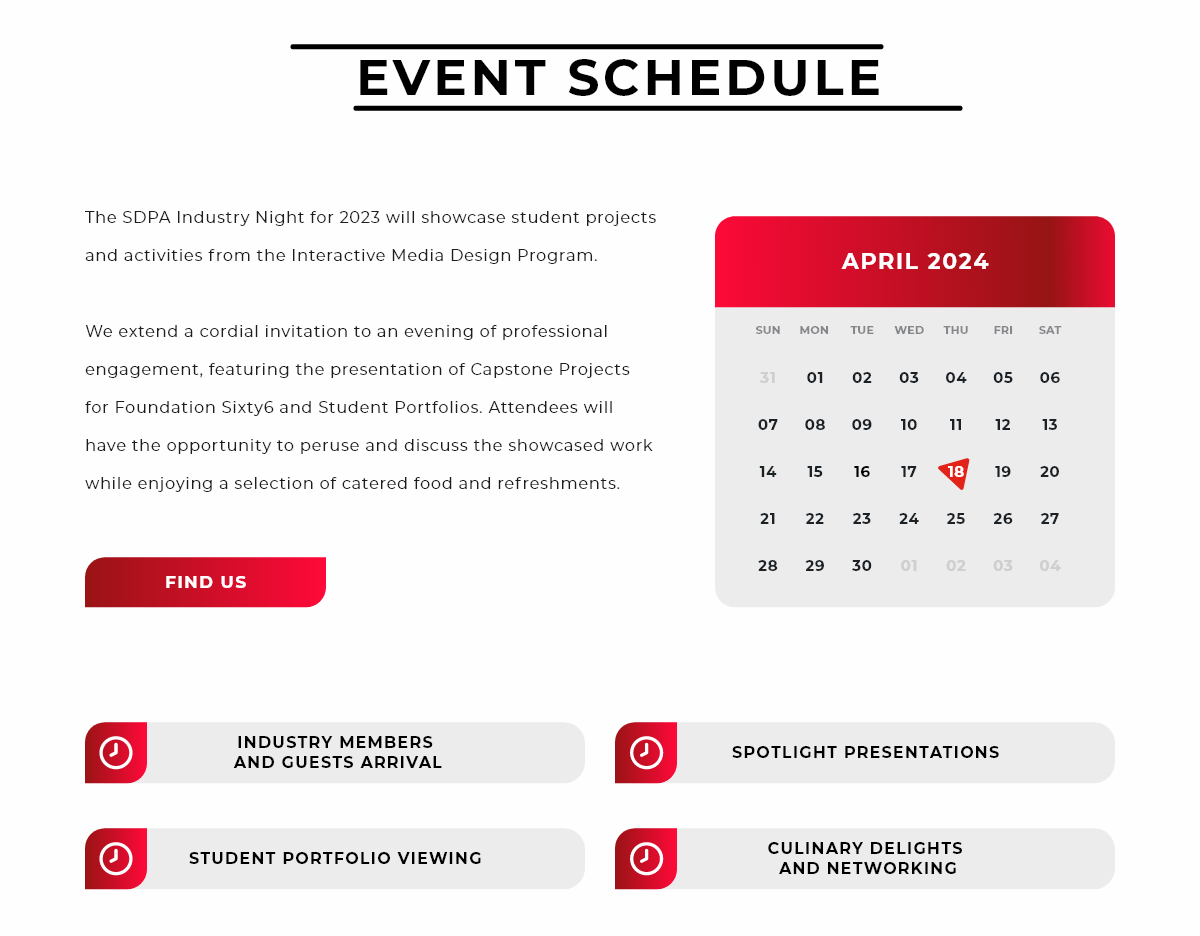 EVENT SCHEDULE
The SDPA Industry Night for 2023 will showcase student projects
and activities from the Interactive Media Design Program.
We extend a cordial invitation to an evening of professional
engagement, featuring the presentation of Capstone Projects
for Foundation Sixty6 and Student Portfolios. Attendees will
have the opportunity to peruse and discuss the showcased work
while enjoying a selection of catered food and refreshments.
FIND US
APRIL 2024
SUN MON TUE WED THU FRI SAT
31 01 02 03 04 05 06
07 08 09 10 11 12 13
14 15 16 17 18 19 20
21 22 23 24 25 26 27
28 29 30 01 02 03 04
INDUSTRY MEMBERS
AND GUESTS ARRIVAL
SPOTLIGHT PRESENTATIONS
STUDENT PORTFOLIO VIEWING
CULINARY DELIGHTS
AND NETWORKING